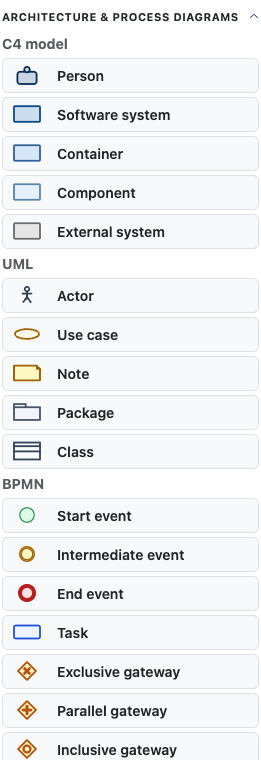 ARCHITECTURE & PROCESS DIAGRAMS
C4 model
Person
Software system
Container
Component
External system
UML
Actor
Use case
Note
Package
Class
BPMN
Start event
Intermediate event
End event
Task
Exclusive gateway
Parallel gateway
Inclusive gateway